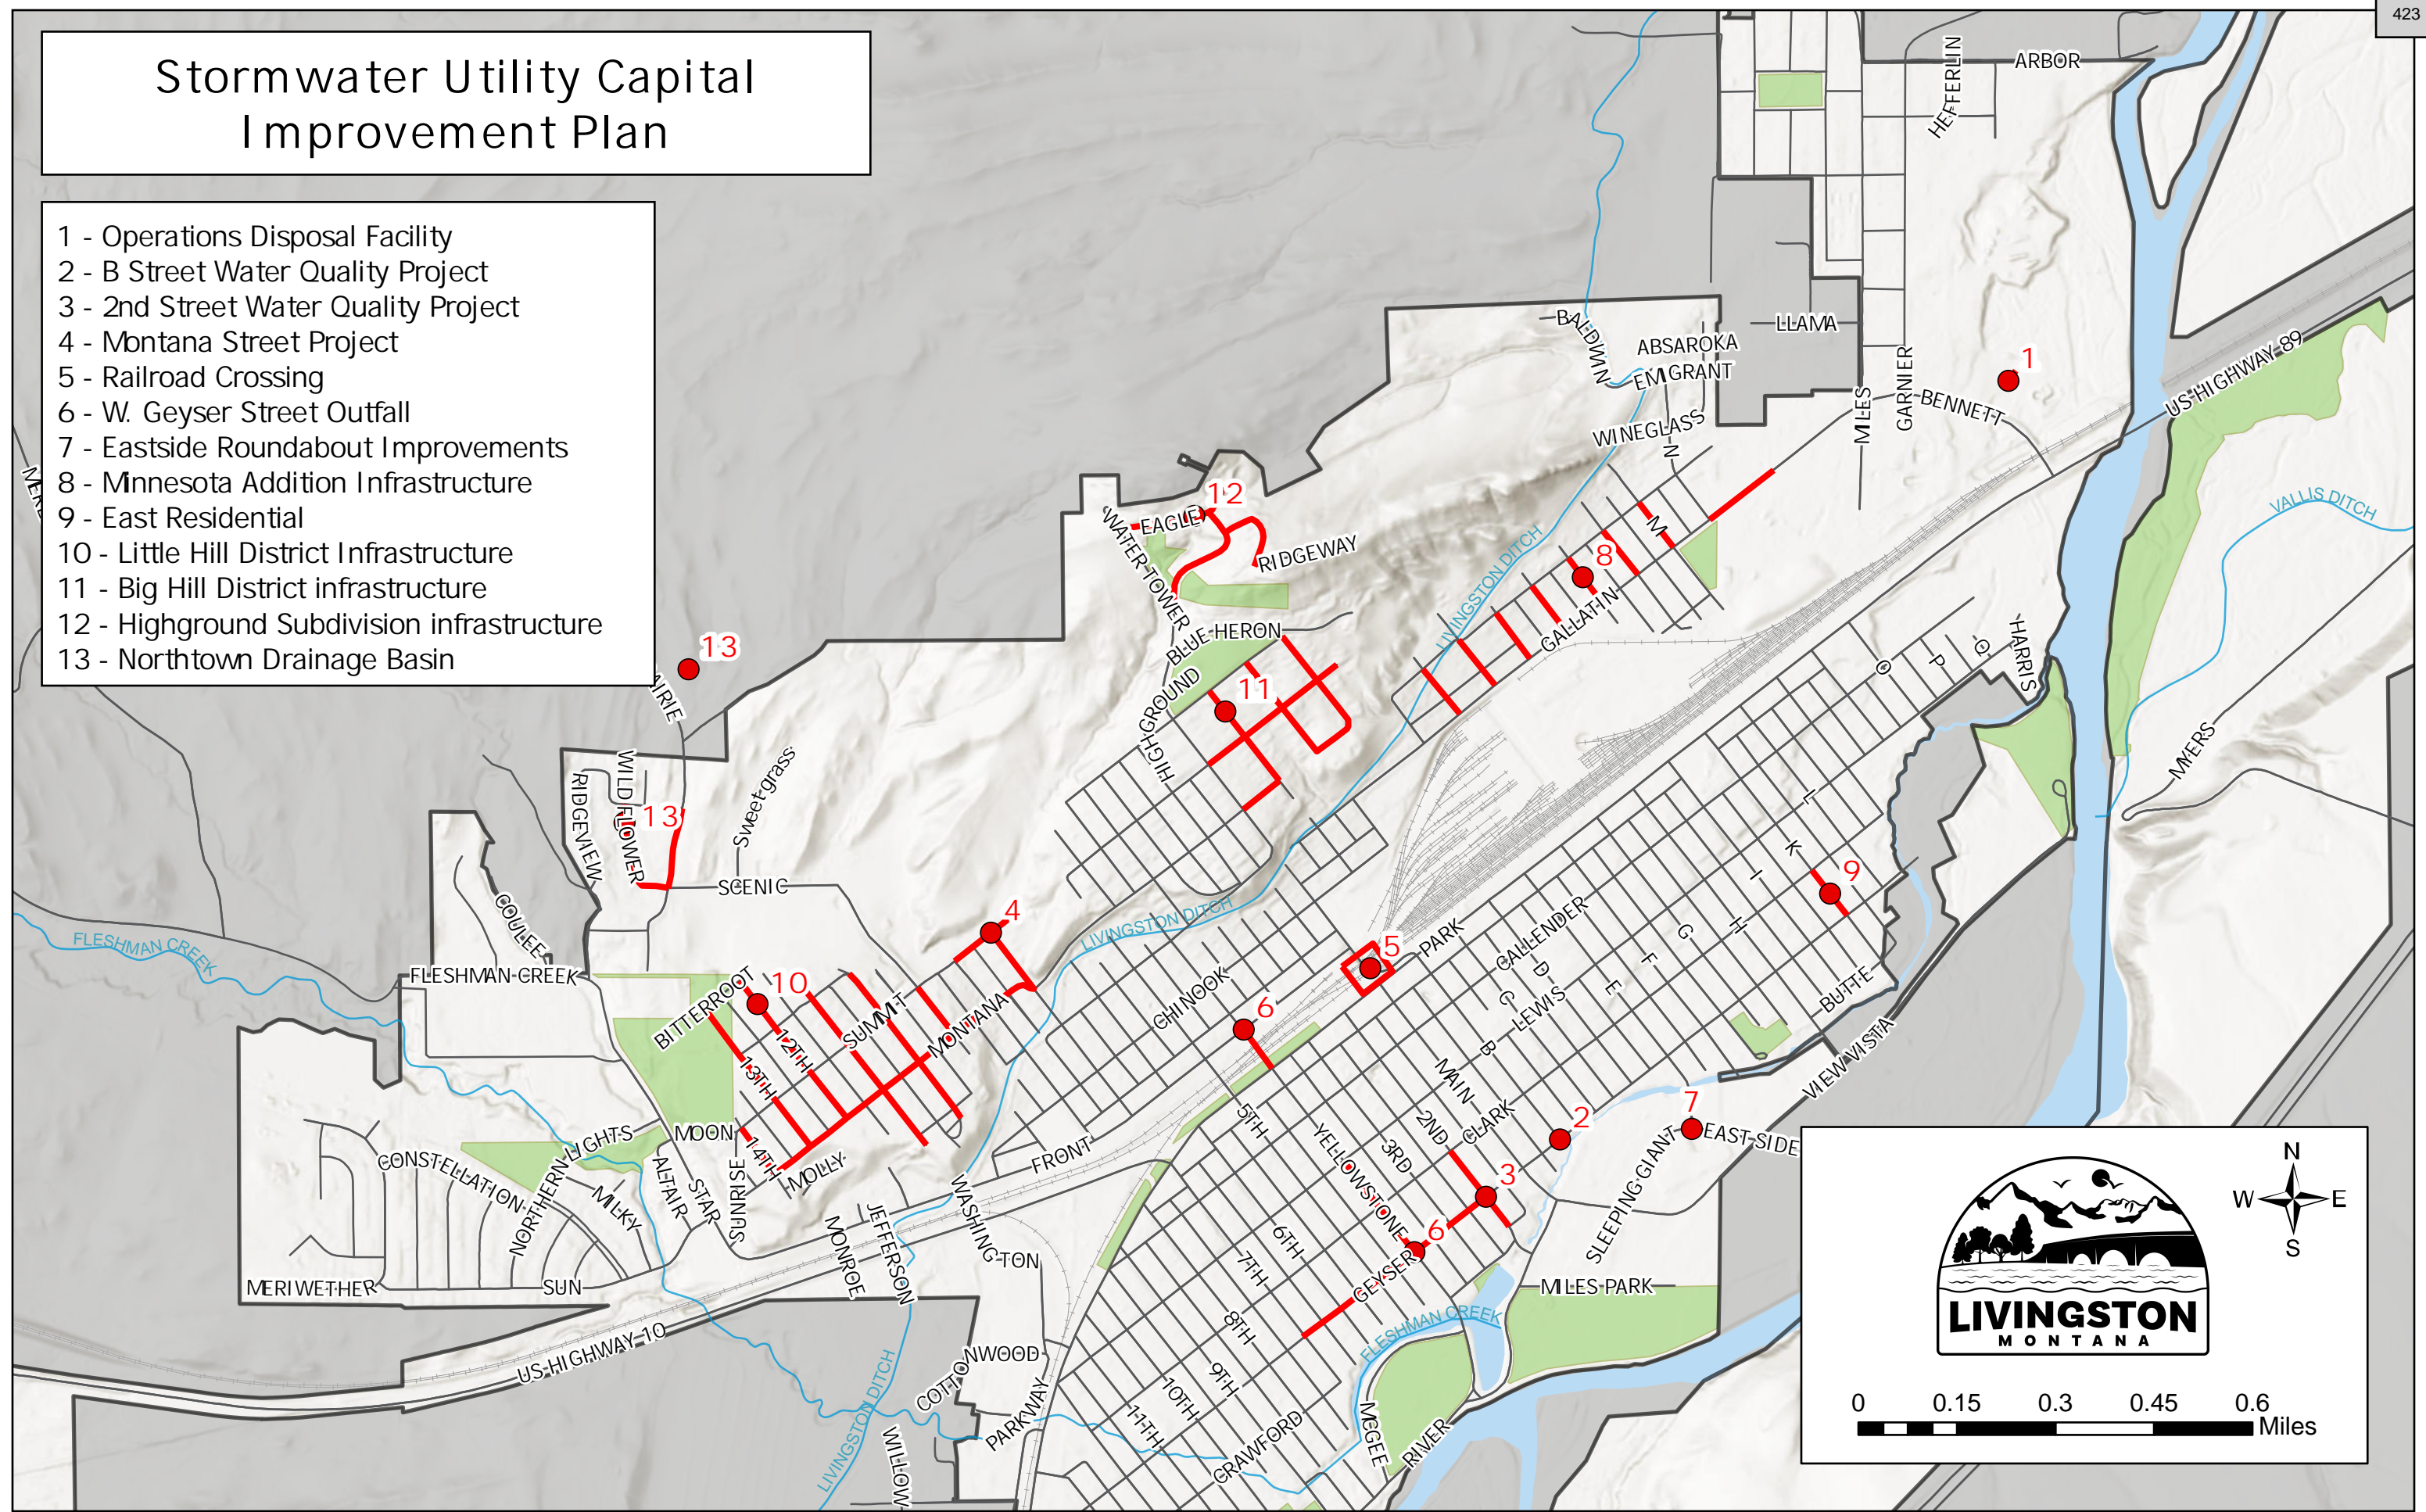 423
Stormwater Utility Capital
Improvement Plan
1 - Operations Disposal Facility
2 - B Street Water Quality Project
3 - 2nd Street Water Quality Project
4 - Montana Street Project
5 - Railroad Crossing
6 - W. Geyser Street Outfall
7 - Eastside Roundabout Improvements
8 - Minnesota Addition Infrastructure
9 - East Residential
10 - Little Hill District Infrastructure
11 - Big Hill District infrastructure
12 - Highground Subdivision infrastructure
13 - Northtown Drainage Basin
ARBOR
HEFFERLIN
LLAMA
BALDWIN
ABSAROKA
EMIGRANT
WINEGLASS
N
MILES
GARNIER
BENNETT
1
US HIGHWAY 89
VALLIS DITCH
12
EAGLE
WATER TOWER
RIDGEWAY
LIVINGSTON DITCH
M
8
GALLATIN
BLUE HERON
HIGH GROUND
11
13
AIRIE
O
P
Q
HARRIS
MYERS
RIDGEVIEW
WILDFLOWER
13
Sweetgrass
SCENIC
COULEE
FLESHMAN CREEK
FLESHMAN CREEK
4
LIVINGSTON DITCH
L
K
I
H
G
F
E
D
C
B
9
5
PARK
CALLENDER
LEWIS
BUTTE
VIEW VISTA
BITTERROOT
10
12TH
SUMMIT
MONTANA
13TH
14TH
MOLLY
CHINOOK
6
MAIN
CLARK
2ND
3RD
YELLOWSTONE
5TH
6TH
7TH
8TH
9TH
10TH
11TH
2
7
EAST SIDE
SLEEPING GIANT
3
6
GEYSER
FRONT
WASHINGTON
MOON
SUNRISE
STAR
ALTAIR
NORTHERN LIGHTS
CONSTELLATION
MILKY
MERIWETHER
SUN
MONROE
JEFFERSON
US HIGHWAY 10
LIVINGSTON DITCH
COTTONWOOD
WILLOW
PARKWAY
CRAWFORD
FLESHMAN CREEK
MCGEE
RIVER
MILES PARK
LIVINGSTON
MONTANA
N
W
E
S
0 0.15 0.3 0.45 0.6
Miles